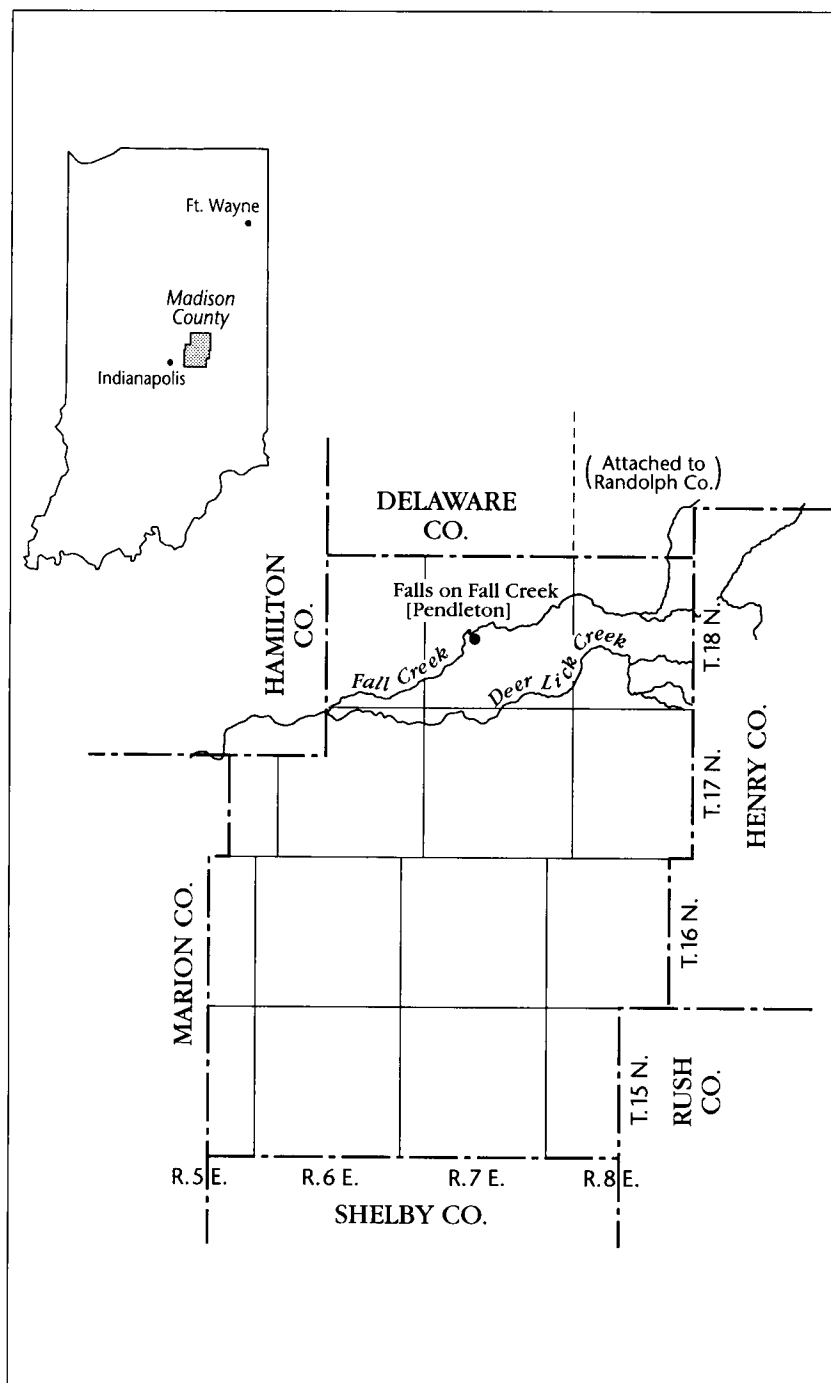 Ft. Wayne
Madison
County
Indianapolis
(Attached to
Randolph Co.)
DELAWARE
CO.
HAMILTON
CO.
Falls on Fall Creek
[Pendleton]
Fall Creek
Deer Lick Creek
T.18 N.
T.17 N.
HENRY CO.
MARION CO.
T.16 N.
T.15 N.
RUSH
CO.
R.5 E.
R.6 E.
R.7 E.
R.8 E.
SHELBY CO.